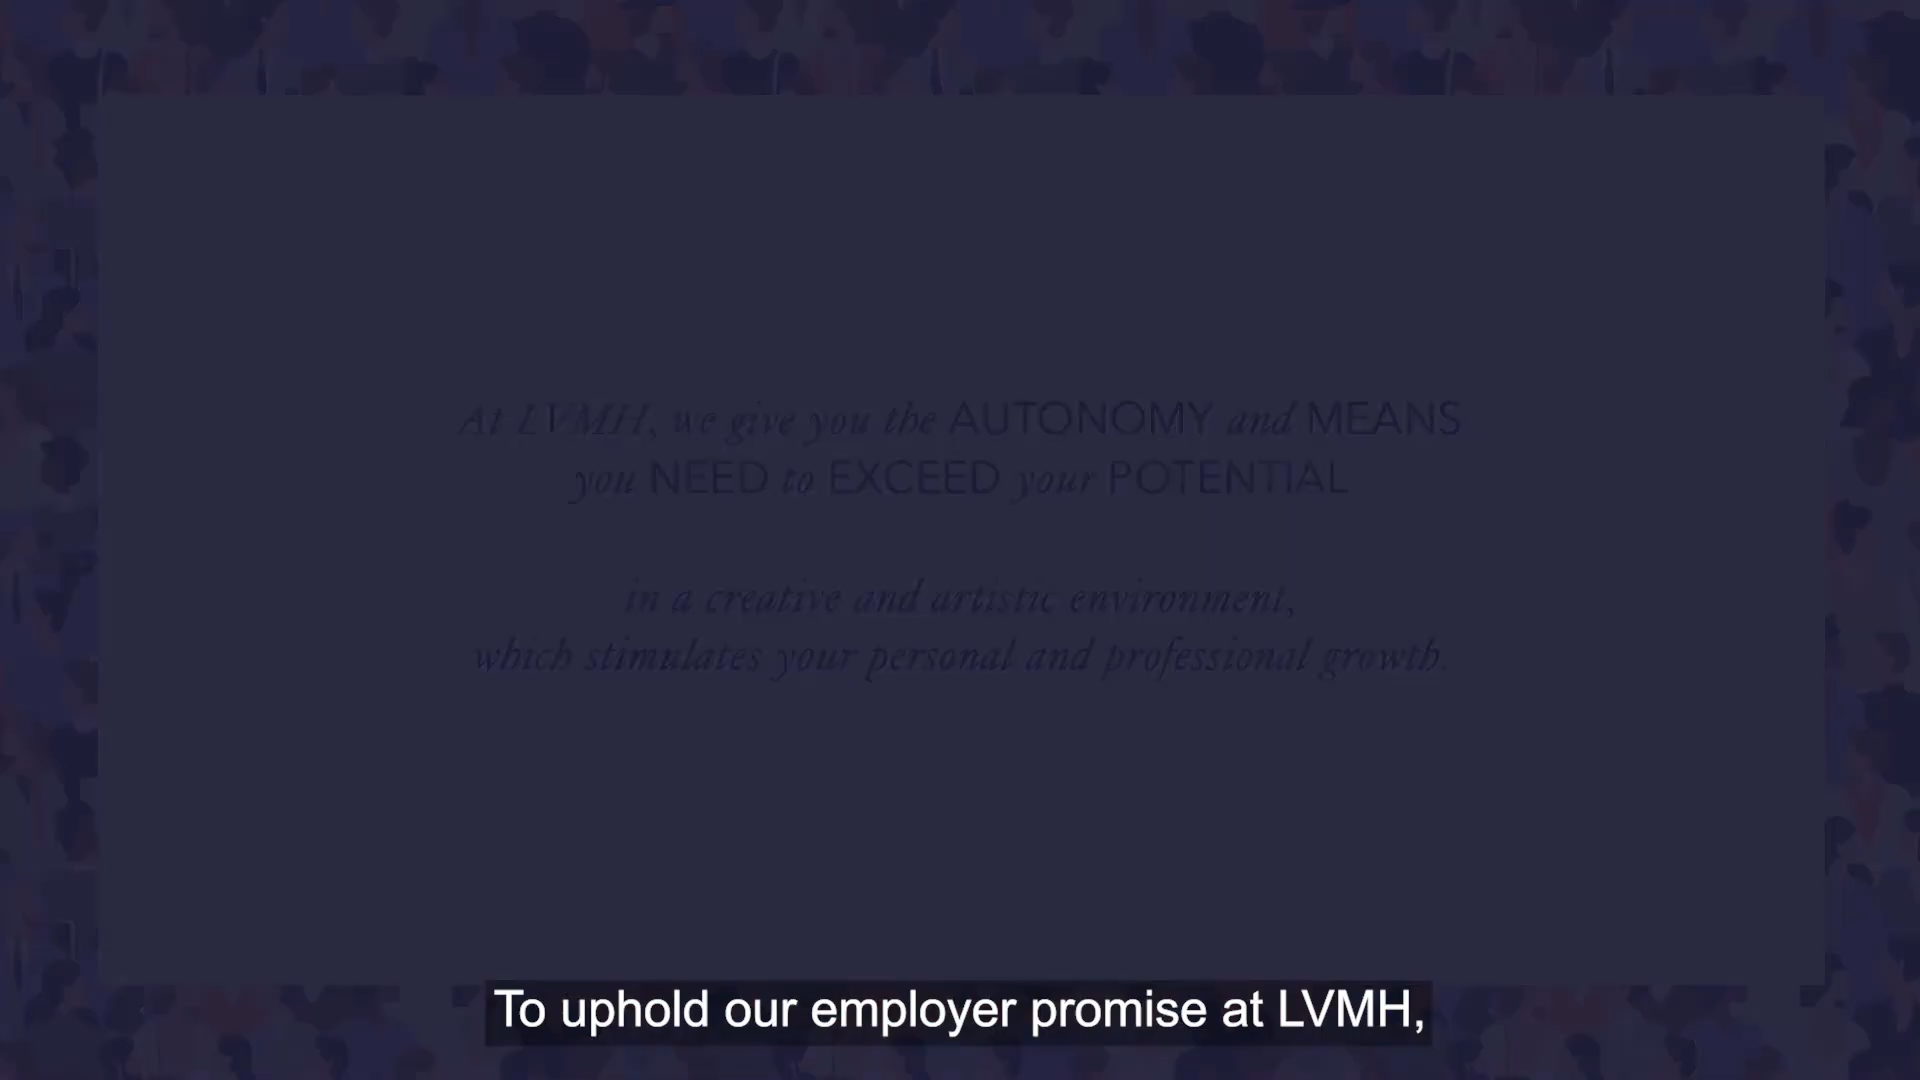 At LVMH, we give you the AUTONOMY and MEANS
you NEED to EXCEED your POTENTIAL
in a creative and artistic environment,
which stimulates your personal and professional growth.
To uphold our employer promise at LVMH,